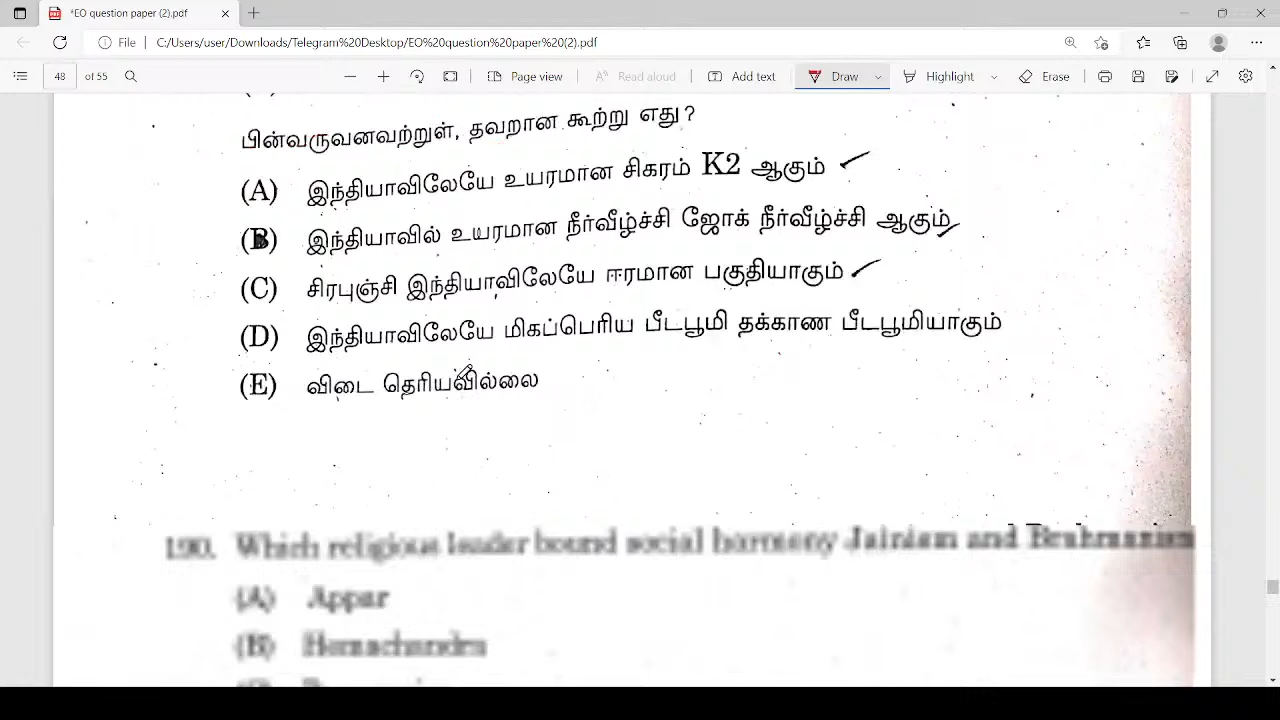 *EO question paper (2).pdf
File C:/Users/user/Downloads/Telegram%20Desktop/EO%20question%20paper%20(2).pdf
48 of 55 Page view Read aloud Add text Draw Highlight Erase
பின்வருவனவற்றுள், தவறான கூற்று எது?
(A) இந்தியாவிலேயே உயரமான சிகரம் K2 ஆகும்
(B) இந்தியாவில் உயரமான நீர்வீழ்ச்சி ஜோக் நீர்வீழ்ச்சி ஆகும்
(C) சிரபுஞ்சி இந்தியாவிலேயே ஈரமான பகுதியாகும்
(D) இந்தியாவிலேயே மிகப்பெரிய பீடபூமி தக்காண பீடபூமியாகும்
(E) விடை தெரியவில்லை
190. Which religious leader bound social harmony Jainism and Brahmanism
(A) Appar
(B) Hemachandra